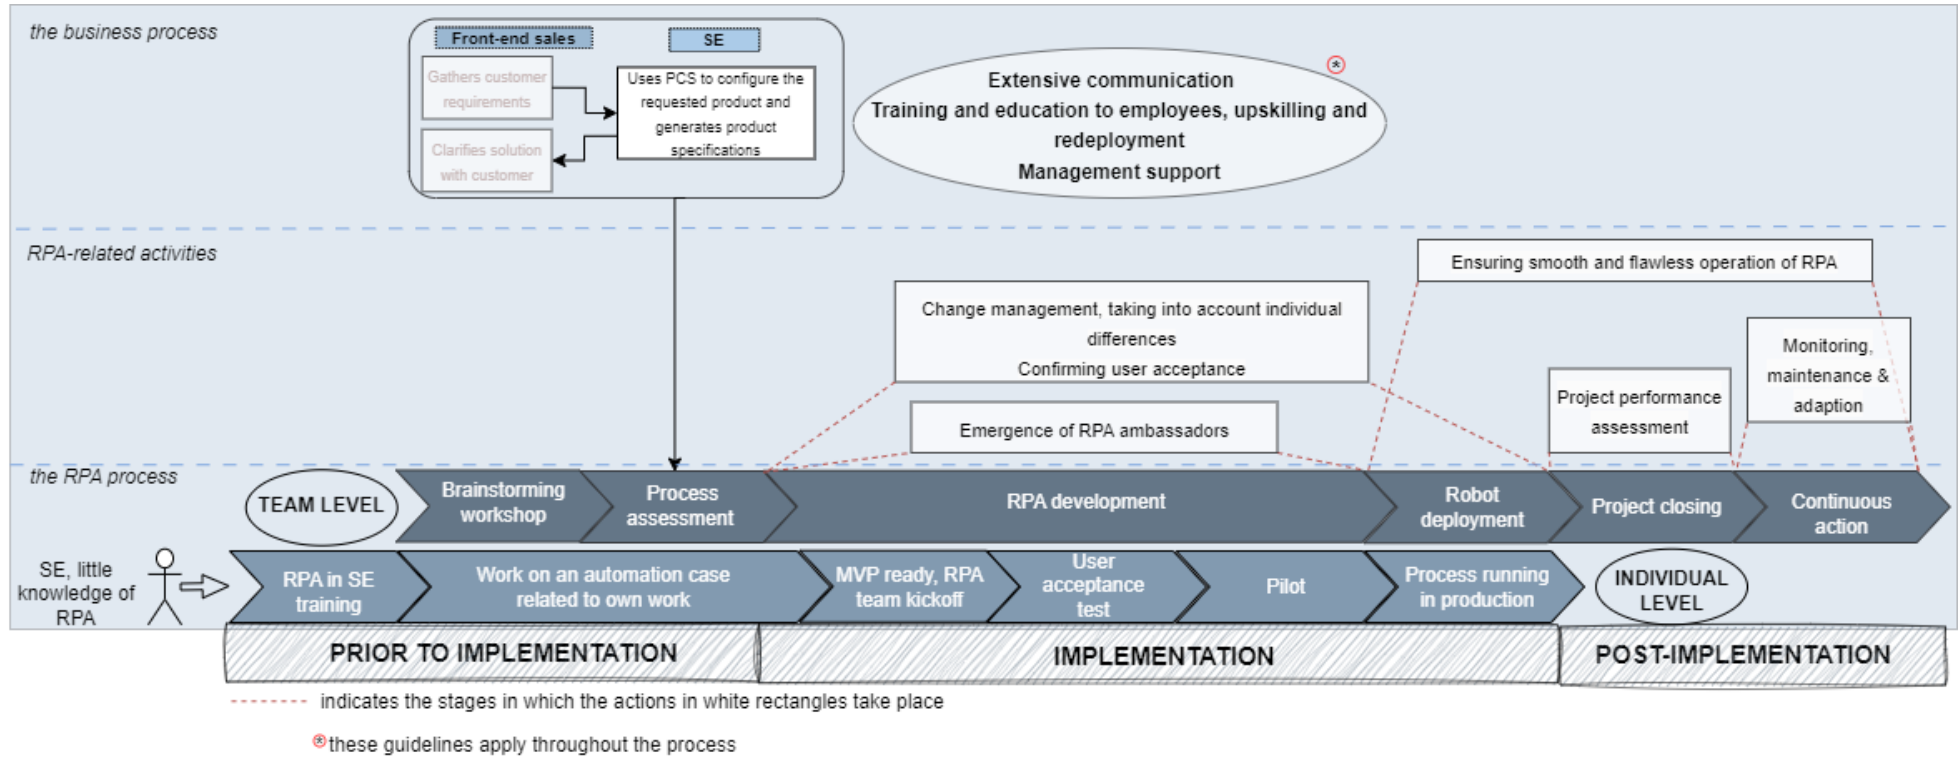 the business process
Front-end sales
SE
Gathers customer
requirements
Uses PCS to configure the
requested product and
generates product
specifications
Clarifies solution
with customer
*
Extensive communication
Training and education to employees, upskilling and
redeployment
Management support
RPA-related activities
Ensuring smooth and flawless operation of RPA
Change management, taking into account individual
differences
Confirming user acceptance
Monitoring,
maintenance &
adaption
Project performance
assessment
Emergence of RPA ambassadors
the RPA process
TEAM LEVEL
Brainstorming
workshop
Process
assessment
RPA development
Robot
deployment
Project closing
Continuous
action
SE, little
knowledge of
RPA
RPA in SE
training
Work on an automation case
related to own work
MVP ready, RPA
team kickoff
User
acceptance
test
Pilot
Process running
in production
INDIVIDUAL
LEVEL
PRIOR TO IMPLEMENTATION
IMPLEMENTATION
POST-IMPLEMENTATION
indicates the stages in which the actions in white rectangles take place
* these guidelines apply throughout the process